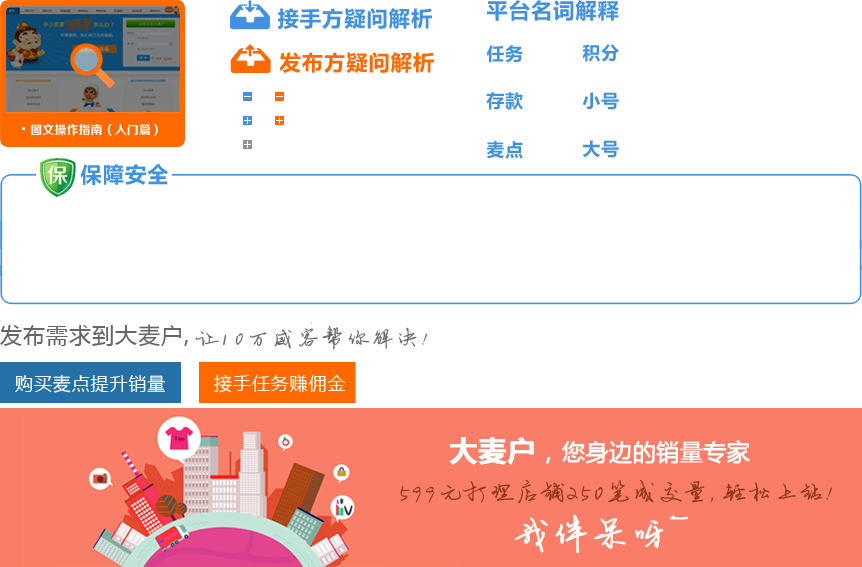 · 图文操作指南（入门篇）
接手方疑问解析
发布方疑问解析
平台名词解释
任务 积分
存款 小号
麦点 大号
保 保障安全
发布需求到大麦户, 让10万威客帮你解决!
购买麦点提升销量 接手任务赚佣金
大麦户，您身边的销量专家
599元打理店铺250笔成交量, 轻松上钻!
我伴呆呀~